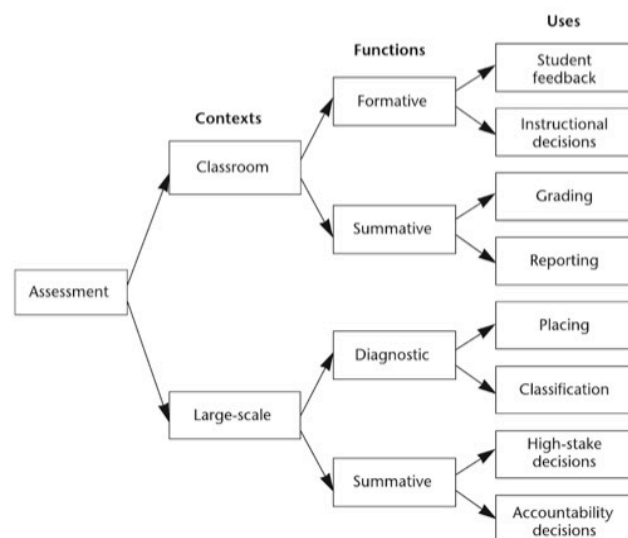 Uses
Functions
Student
feedback
Formative
Contexts
Instructional
decisions
Classroom
Grading
Summative
Reporting
Assessment
Placing
Diagnostic
Classification
Large-scale
High-stake
decisions
Summative
Accountability
decisions